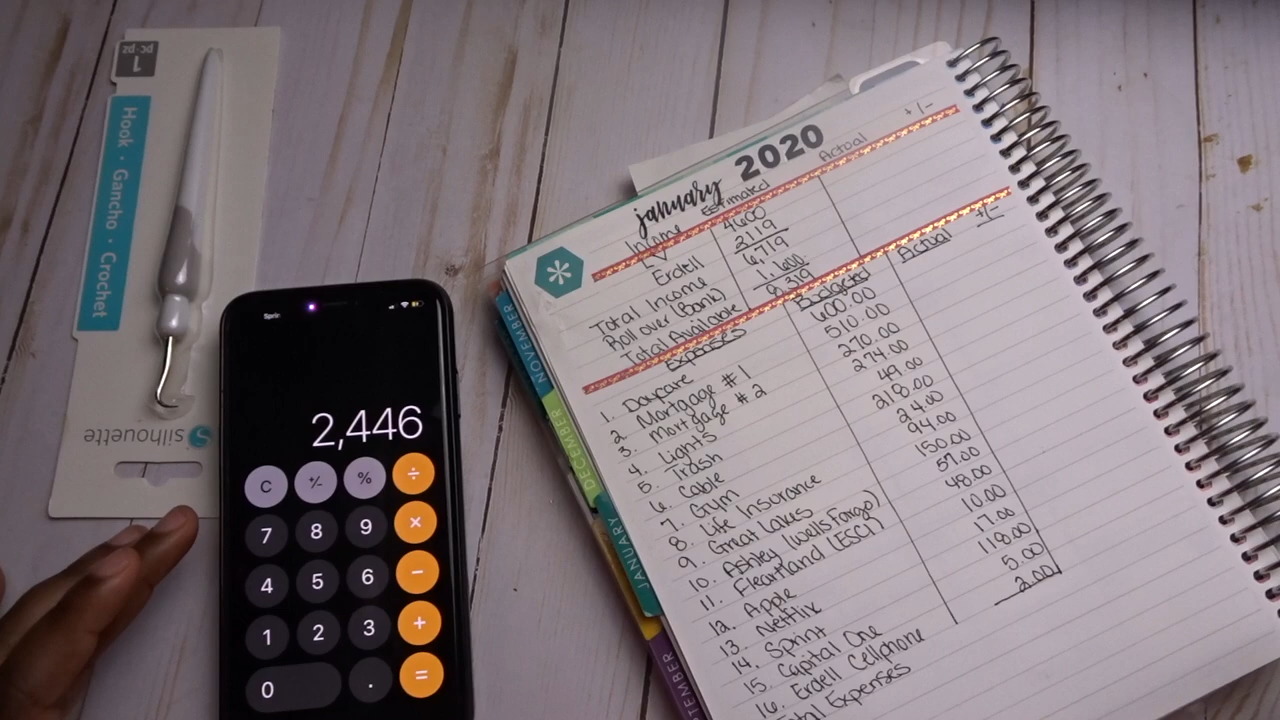 1
pc·pz
Hook · Gancho · Crochet
silhouette
Sprin
2,446
C +/- % ÷
7 8 9 ×
4 5 6 −
1 2 3 +
0 . =
NOVEMBER
DECEMBER
JANUARY
january 2020
Income Estimated Actual +/-
4600
Erdell 2119
Total Income 6,719
Roll over (Bank) 1,600
Total Available 8,319
Expenses Budgeted Actual +/-
1. Daycare 600.00
2. Mortgage #1 510.00
3. Mortgage #2 270.00
4. Lights 274.00
5. Trash 49.00
6. Cable 218.00
7. Gym 24.00
8. Life Insurance 94.00
9. Great Lakes 150.00
10. Ashley (Wells Fargo) 57.00
11. Heartland (ESC) 48.00
12. Apple 10.00
13. Netflix 17.00
14. Sprint 118.00
15. Capital One 5.00
16. Erdell Cellphone 2.00
Total Expenses